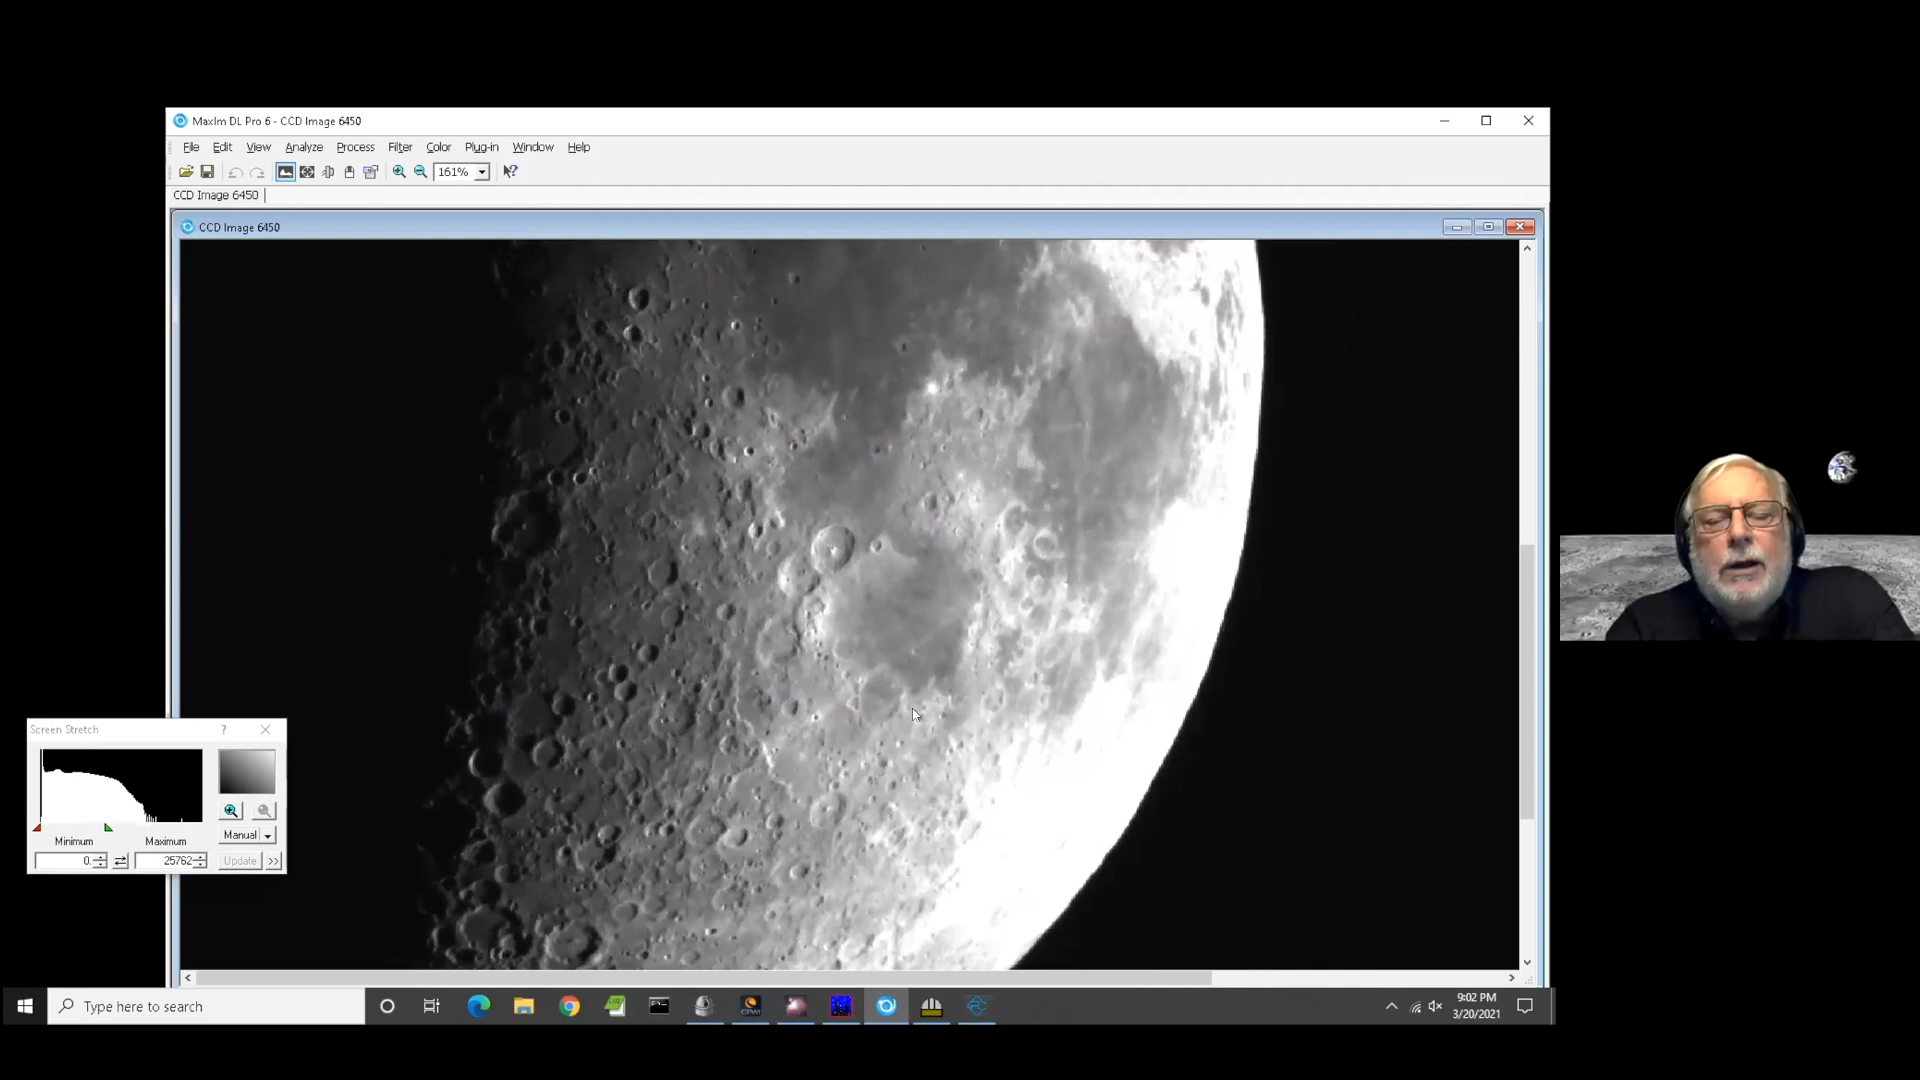 MaxIm DL Pro 6 - CCD Image 6450
File Edit View Analyze Process Filter Color Plug-in Window Help
161%
CCD Image 6450
CCD Image 6450
Screen Stretch ?
Minimum Maximum
Manual
0. 25762 Update >>
Type here to search
CPWI
9:02 PM
3/20/2021